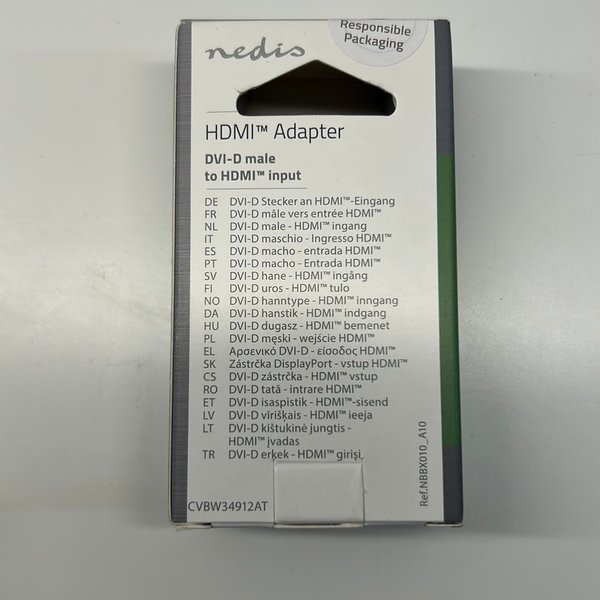 Responsible
Packaging
nedis
HDMI™ Adapter
DVI-D male
to HDMI™ input
DE DVI-D Stecker an HDMI™-Eingang
FR DVI-D mâle vers entrée HDMI™
NL DVI-D male - HDMI™ ingang
IT DVI-D maschio - Ingresso HDMI™
ES DVI-D macho - entrada HDMI™
PT DVI-D macho - Entrada HDMI™
SV DVI-D hane - HDMI™ ingång
FI DVI-D uros - HDMI™ tulo
NO DVI-D hanntype - HDMI™ inngang
DA DVI-D hanstik - HDMI™ indgang
HU DVI-D dugasz - HDMI™ bemenet
PL DVI-D męski - wejście HDMI™
EL Αρσενικό DVI-D - είσοδος HDMI™
SK Zástrčka DisplayPort - vstup HDMI™
CS DVI-D zástrčka - HDMI™ vstup
RO DVI-D tată - intrare HDMI™
ET DVI-D isaspistik - HDMI™-sisend
LV DVI-D vīrišķais - HDMI™ ieeja
LT DVI-D kištukinė jungtis -
HDMI™ įvadas
TR DVI-D erkek - HDMI™ girişi
CVBW34912AT
Ref.NBBX010_A10